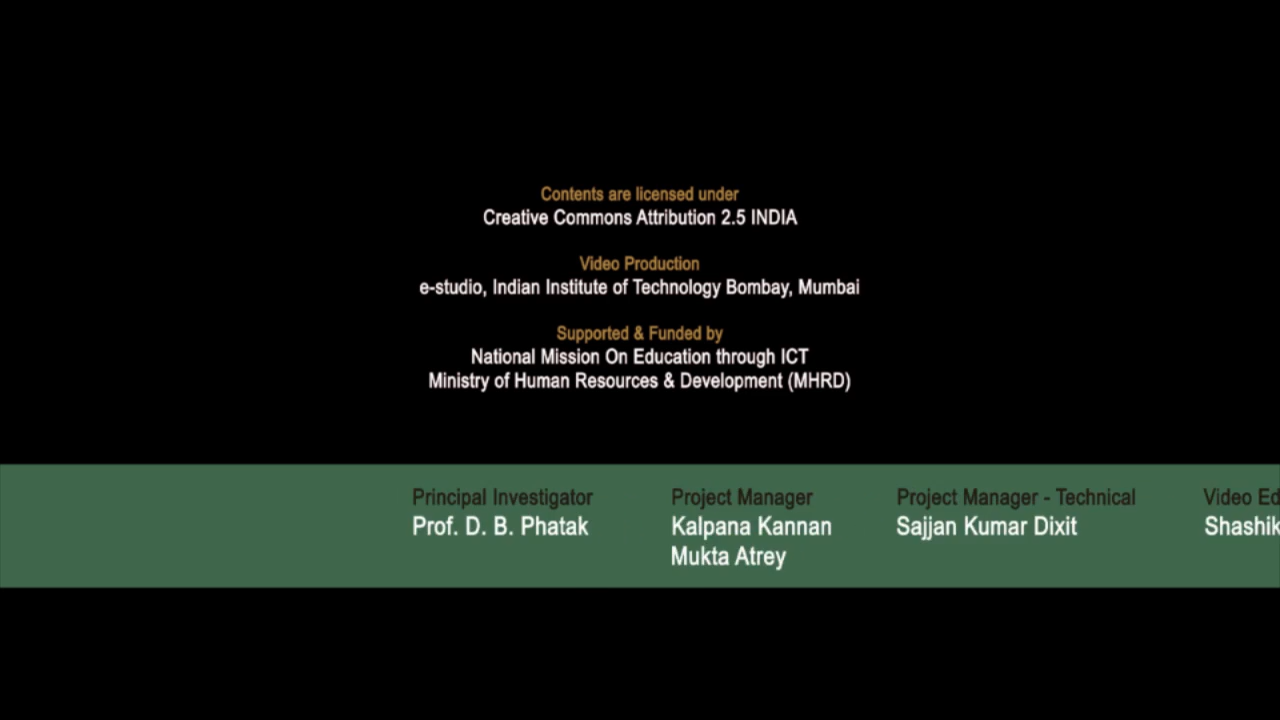 Contents are licensed under
Creative Commons Attribution 2.5 INDIA
Video Production
e-studio, Indian Institute of Technology Bombay, Mumbai
Supported & Funded by
National Mission On Education through ICT
Ministry of Human Resources & Development (MHRD)
Principal Investigator
Prof. D. B. Phatak
Project Manager
Kalpana Kannan
Mukta Atrey
Project Manager - Technical
Sajjan Kumar Dixit
Video